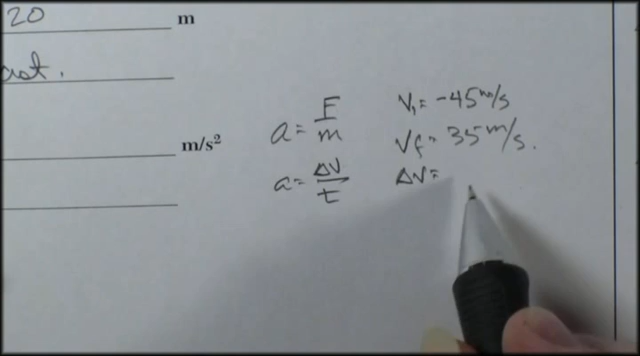 20 m
m/s²
a = F/m
a = ΔV/t
V₁ = -45 m/s
Vf = 35 m/s.
ΔV =